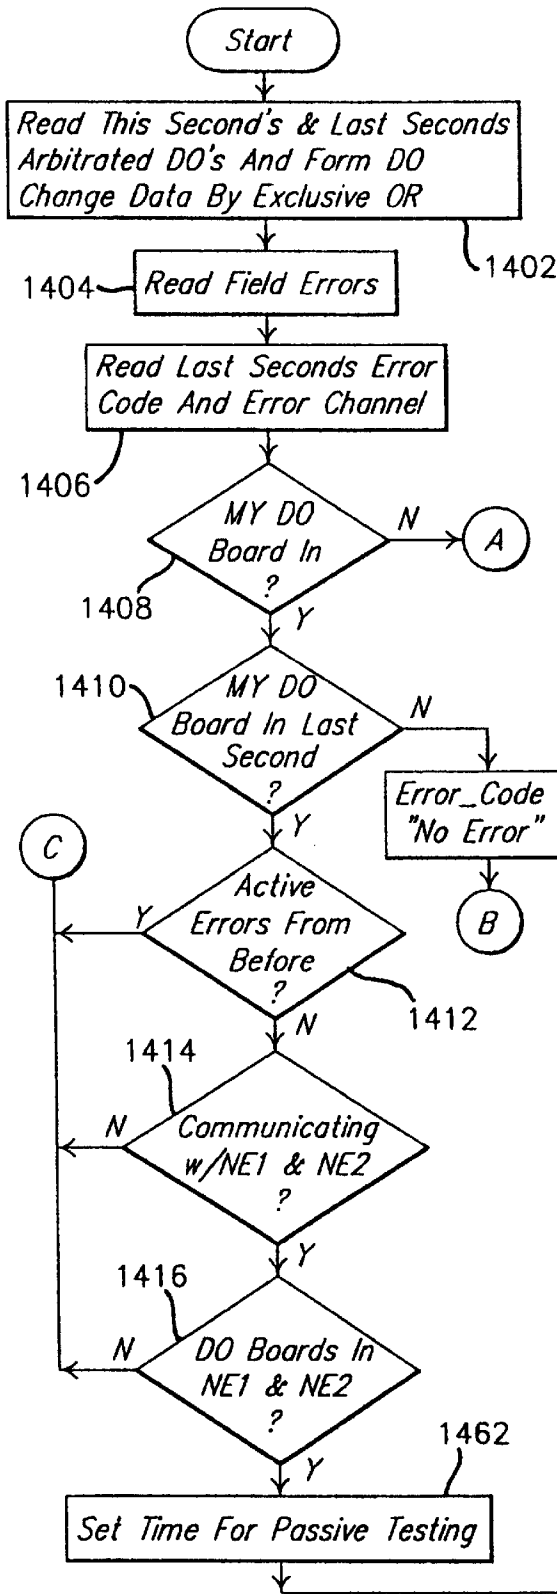 Start
Read This Second's & Last Seconds
Arbitrated DO's And Form DO
Change Data By Exclusive OR
1402
1404
Read Field Errors
Read Last Seconds Error
Code And Error Channel
1406
MY DO
Board In
?
N
A
1408
Y
1410
MY DO
Board In Last
Second
?
N
Y
Error_Code
"No Error"
B
C
Active
Errors From
Before
?
Y
1412
N
1414
Communicating
w/NE1 & NE2
?
N
Y
1416
DO Boards In
NE1 & NE2
?
N
Y
1462
Set Time For Passive Testing